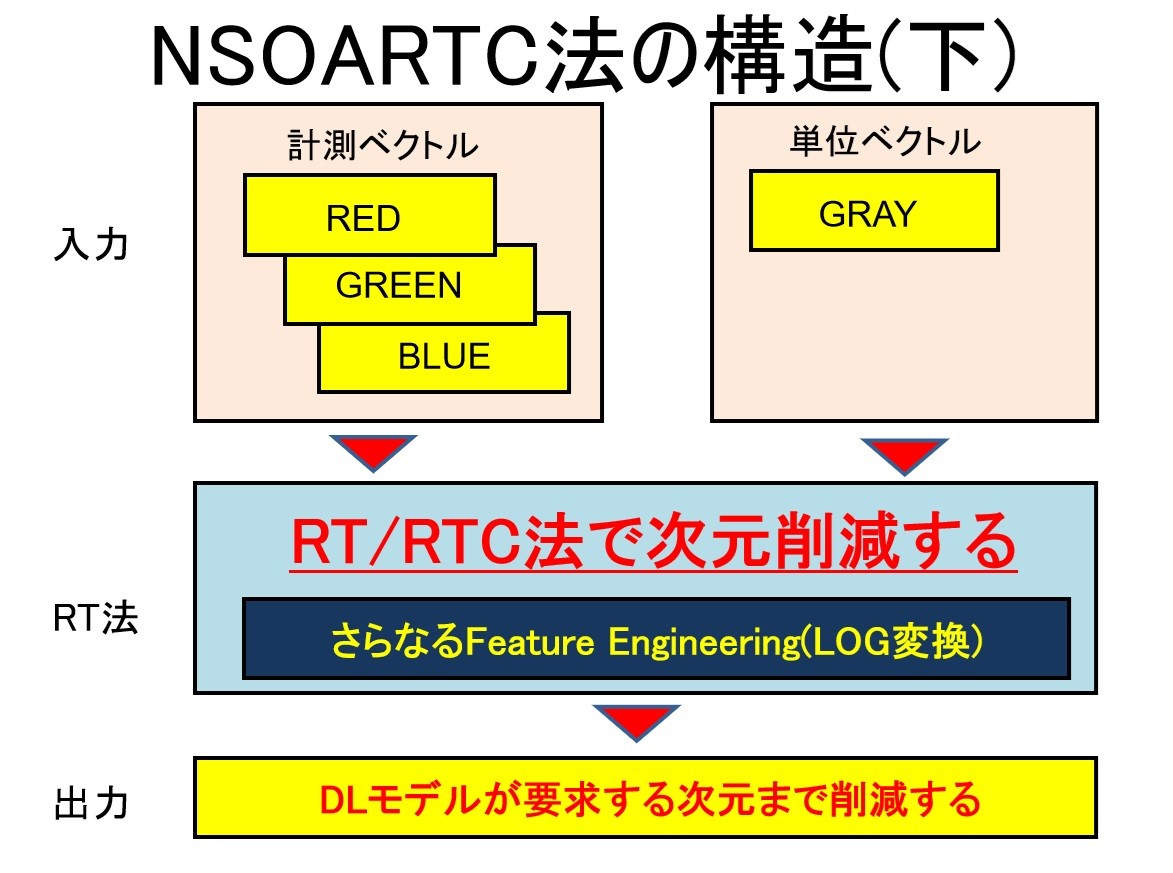 NSOARTC法の構造(下)
計測ベクトル
単位ベクトル
入力
RED
GREEN
BLUE
GRAY
RT法
RT/RTC法で次元削減する
さらなるFeature Engineering(LOG変換)
出力
DLモデルが要求する次元まで削減する